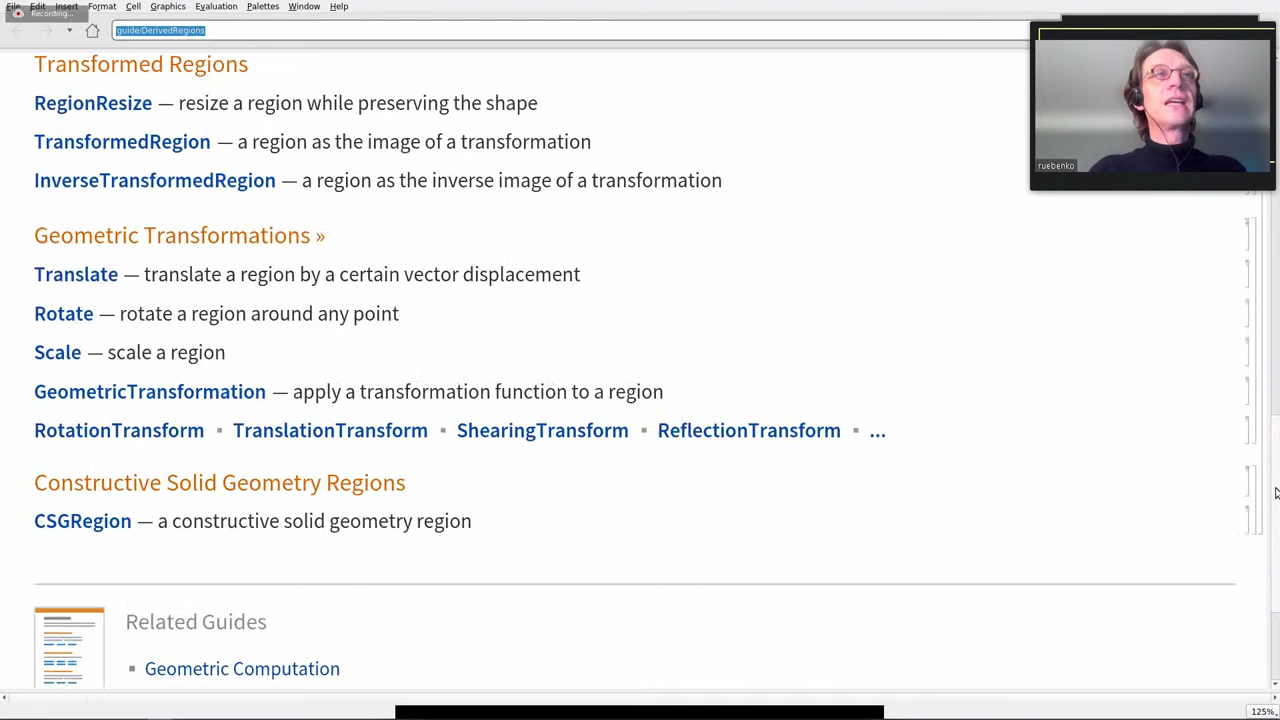 File Edit Insert Format Cell Graphics Evaluation Palettes Window Help
Recording...
guide/DerivedRegions
Transformed Regions
RegionResize — resize a region while preserving the shape
TransformedRegion — a region as the image of a transformation
InverseTransformedRegion — a region as the inverse image of a transformation
ruebenko
Geometric Transformations »
Translate — translate a region by a certain vector displacement
Rotate — rotate a region around any point
Scale — scale a region
GeometricTransformation — apply a transformation function to a region
RotationTransform ▪ TranslationTransform ▪ ShearingTransform ▪ ReflectionTransform ▪ ...
Constructive Solid Geometry Regions
CSGRegion — a constructive solid geometry region
Related Guides
▪ Geometric Computation
125%